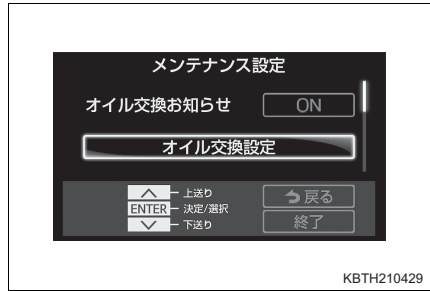 メンテナンス設定
オイル交換お知らせ ON
オイル交換設定
上送り
ENTER 決定/選択
下送り
戻る
終了
KBTH210429